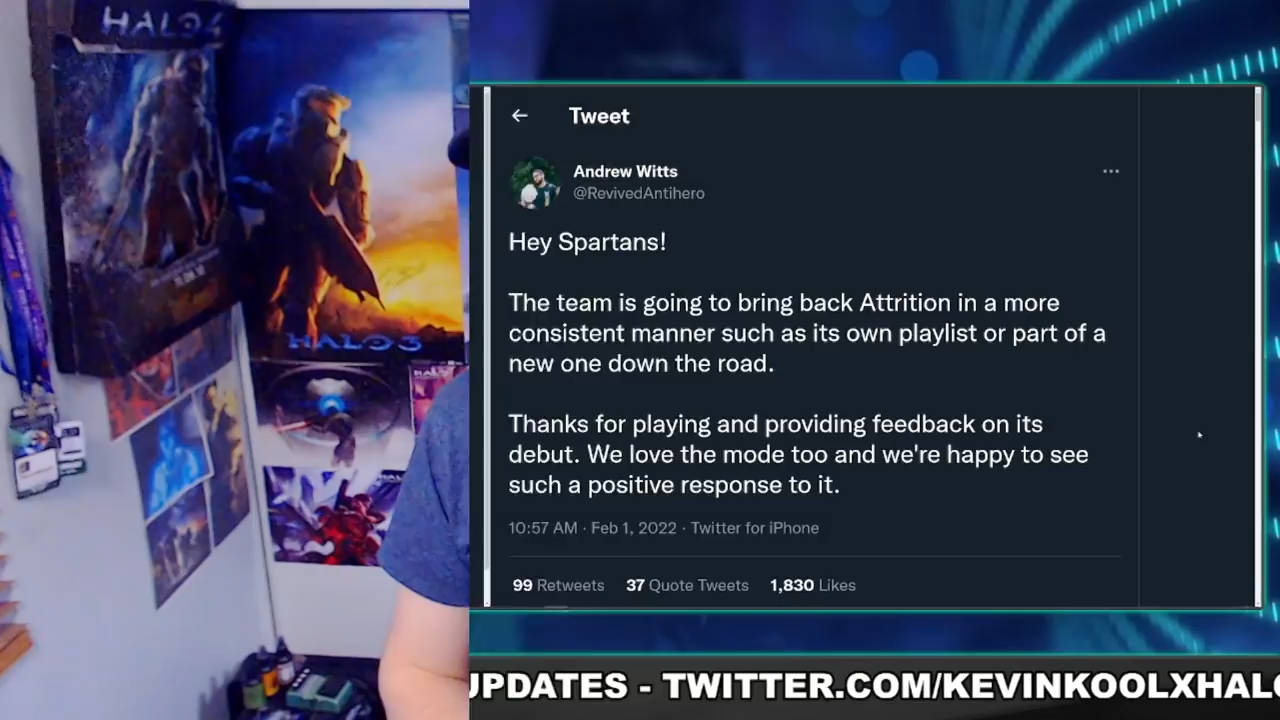 HALO 4
HALO 3
← Tweet
Andrew Witts
@RevivedAntihero
Hey Spartans!
The team is going to bring back Attrition in a more
consistent manner such as its own playlist or part of a
new one down the road.
Thanks for playing and providing feedback on its
debut. We love the mode too and we're happy to see
such a positive response to it.
10:57 AM · Feb 1, 2022 · Twitter for iPhone
99 Retweets 37 Quote Tweets 1,830 Likes
UPDATES - TWITTER.COM/KEVINKOOLXHALO